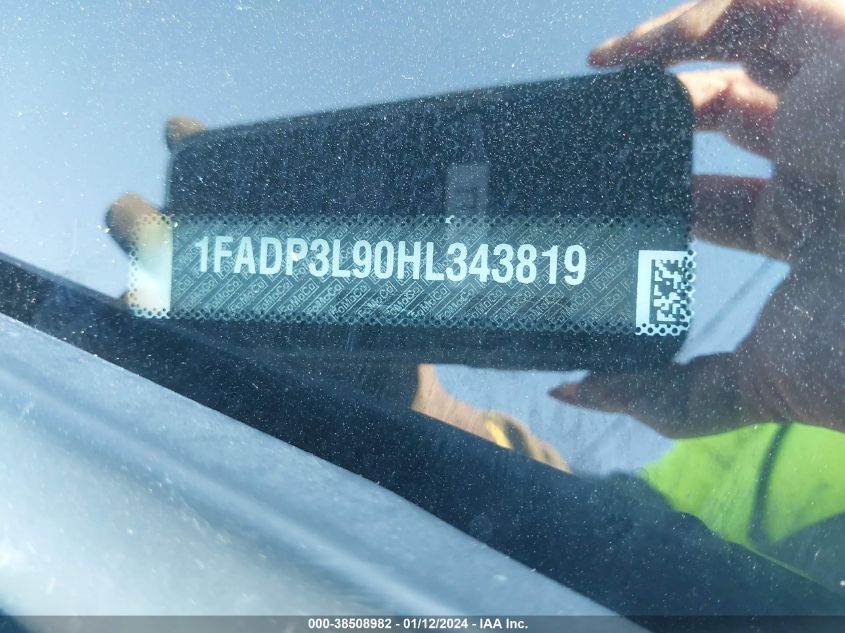 1FADP3L90HL343819
000-38508982 - 01/12/2024 - IAA Inc.